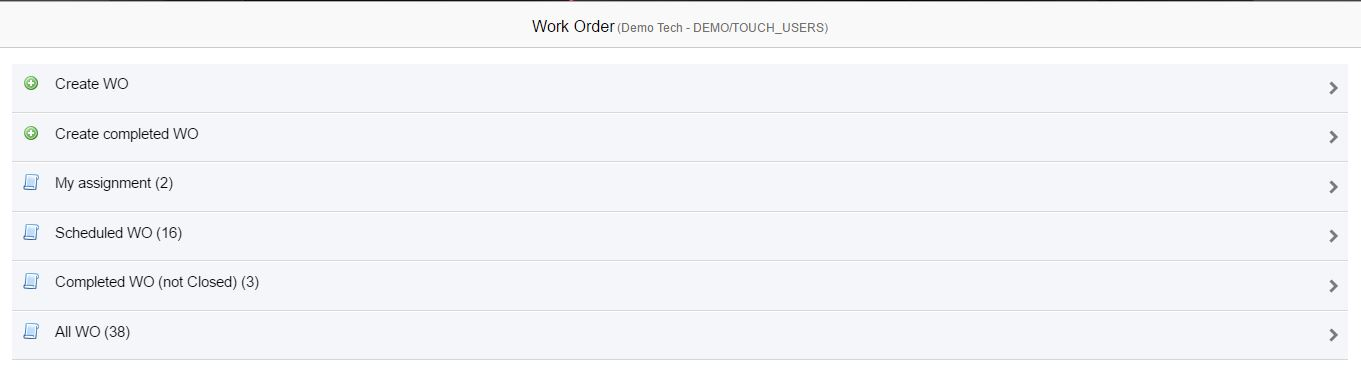 Work Order (Demo Tech - DEMO/TOUCH_USERS)
Create WO
Create completed WO
My assignment (2)
Scheduled WO (16)
Completed WO (not Closed) (3)
All WO (38)